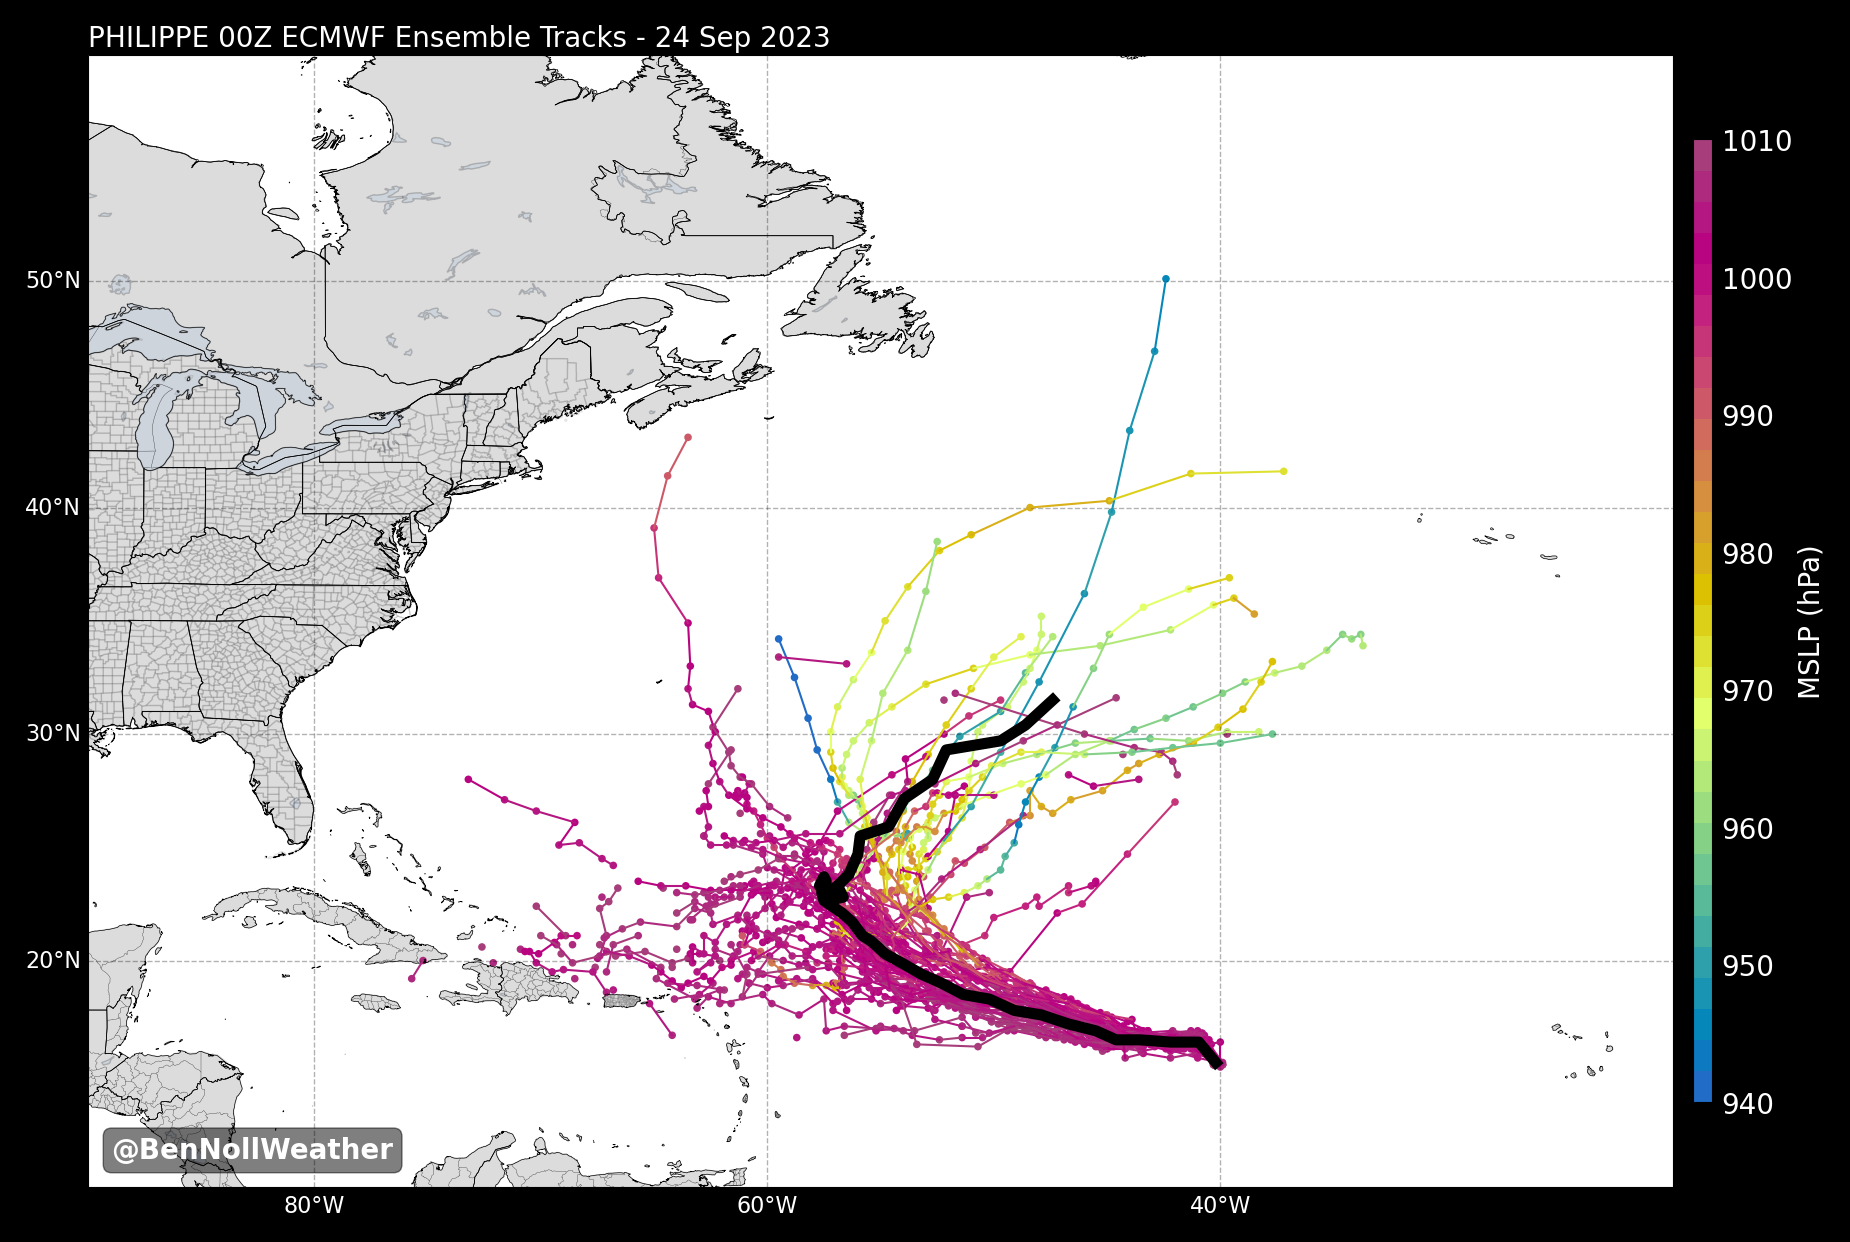 PHILIPPE 00Z ECMWF Ensemble Tracks - 24 Sep 2023
1010
1000
990
980
970
960
950
940
MSLP (hPa)
50°N
40°N
30°N
20°N
80°W
60°W
40°W
@BenNollWeather